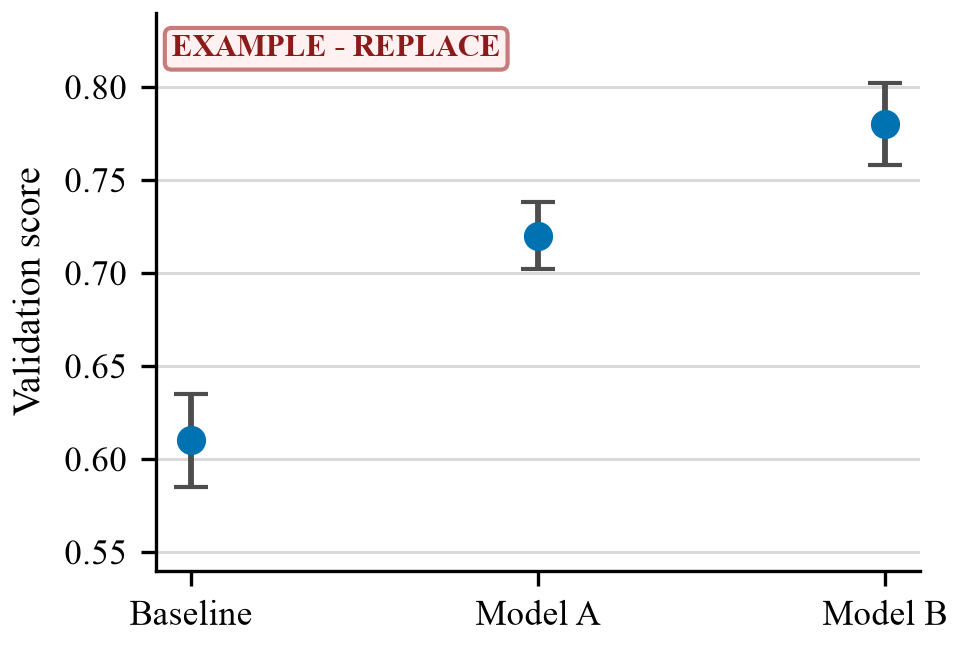 EXAMPLE - REPLACE
Validation score
0.80
0.75
0.70
0.65
0.60
0.55
Baseline
Model A
Model B